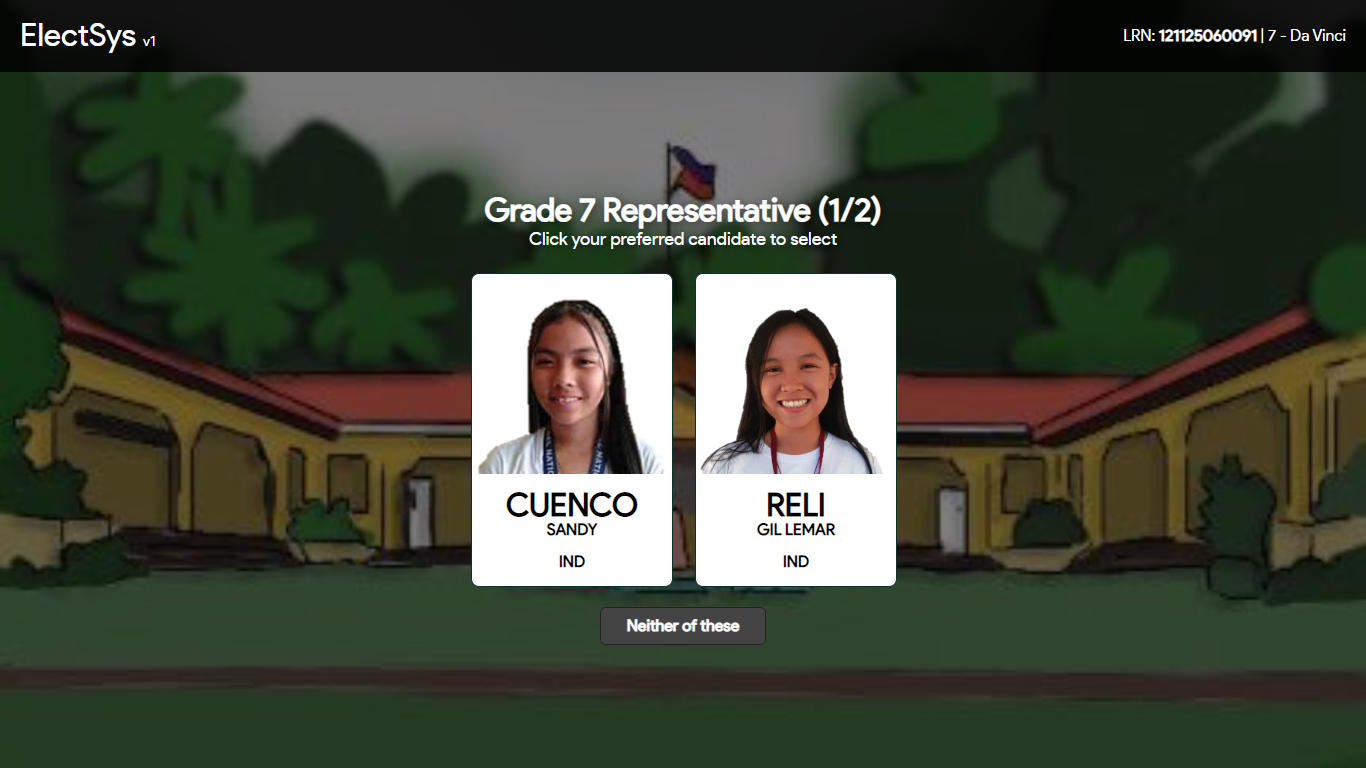 ElectSys v1
LRN: 121125060091 | 7 - Da Vinci
Grade 7 Representative (1/2)
Click your preferred candidate to select
CUENCO
SANDY
IND
RELI
GIL LEMAR
IND
Neither of these